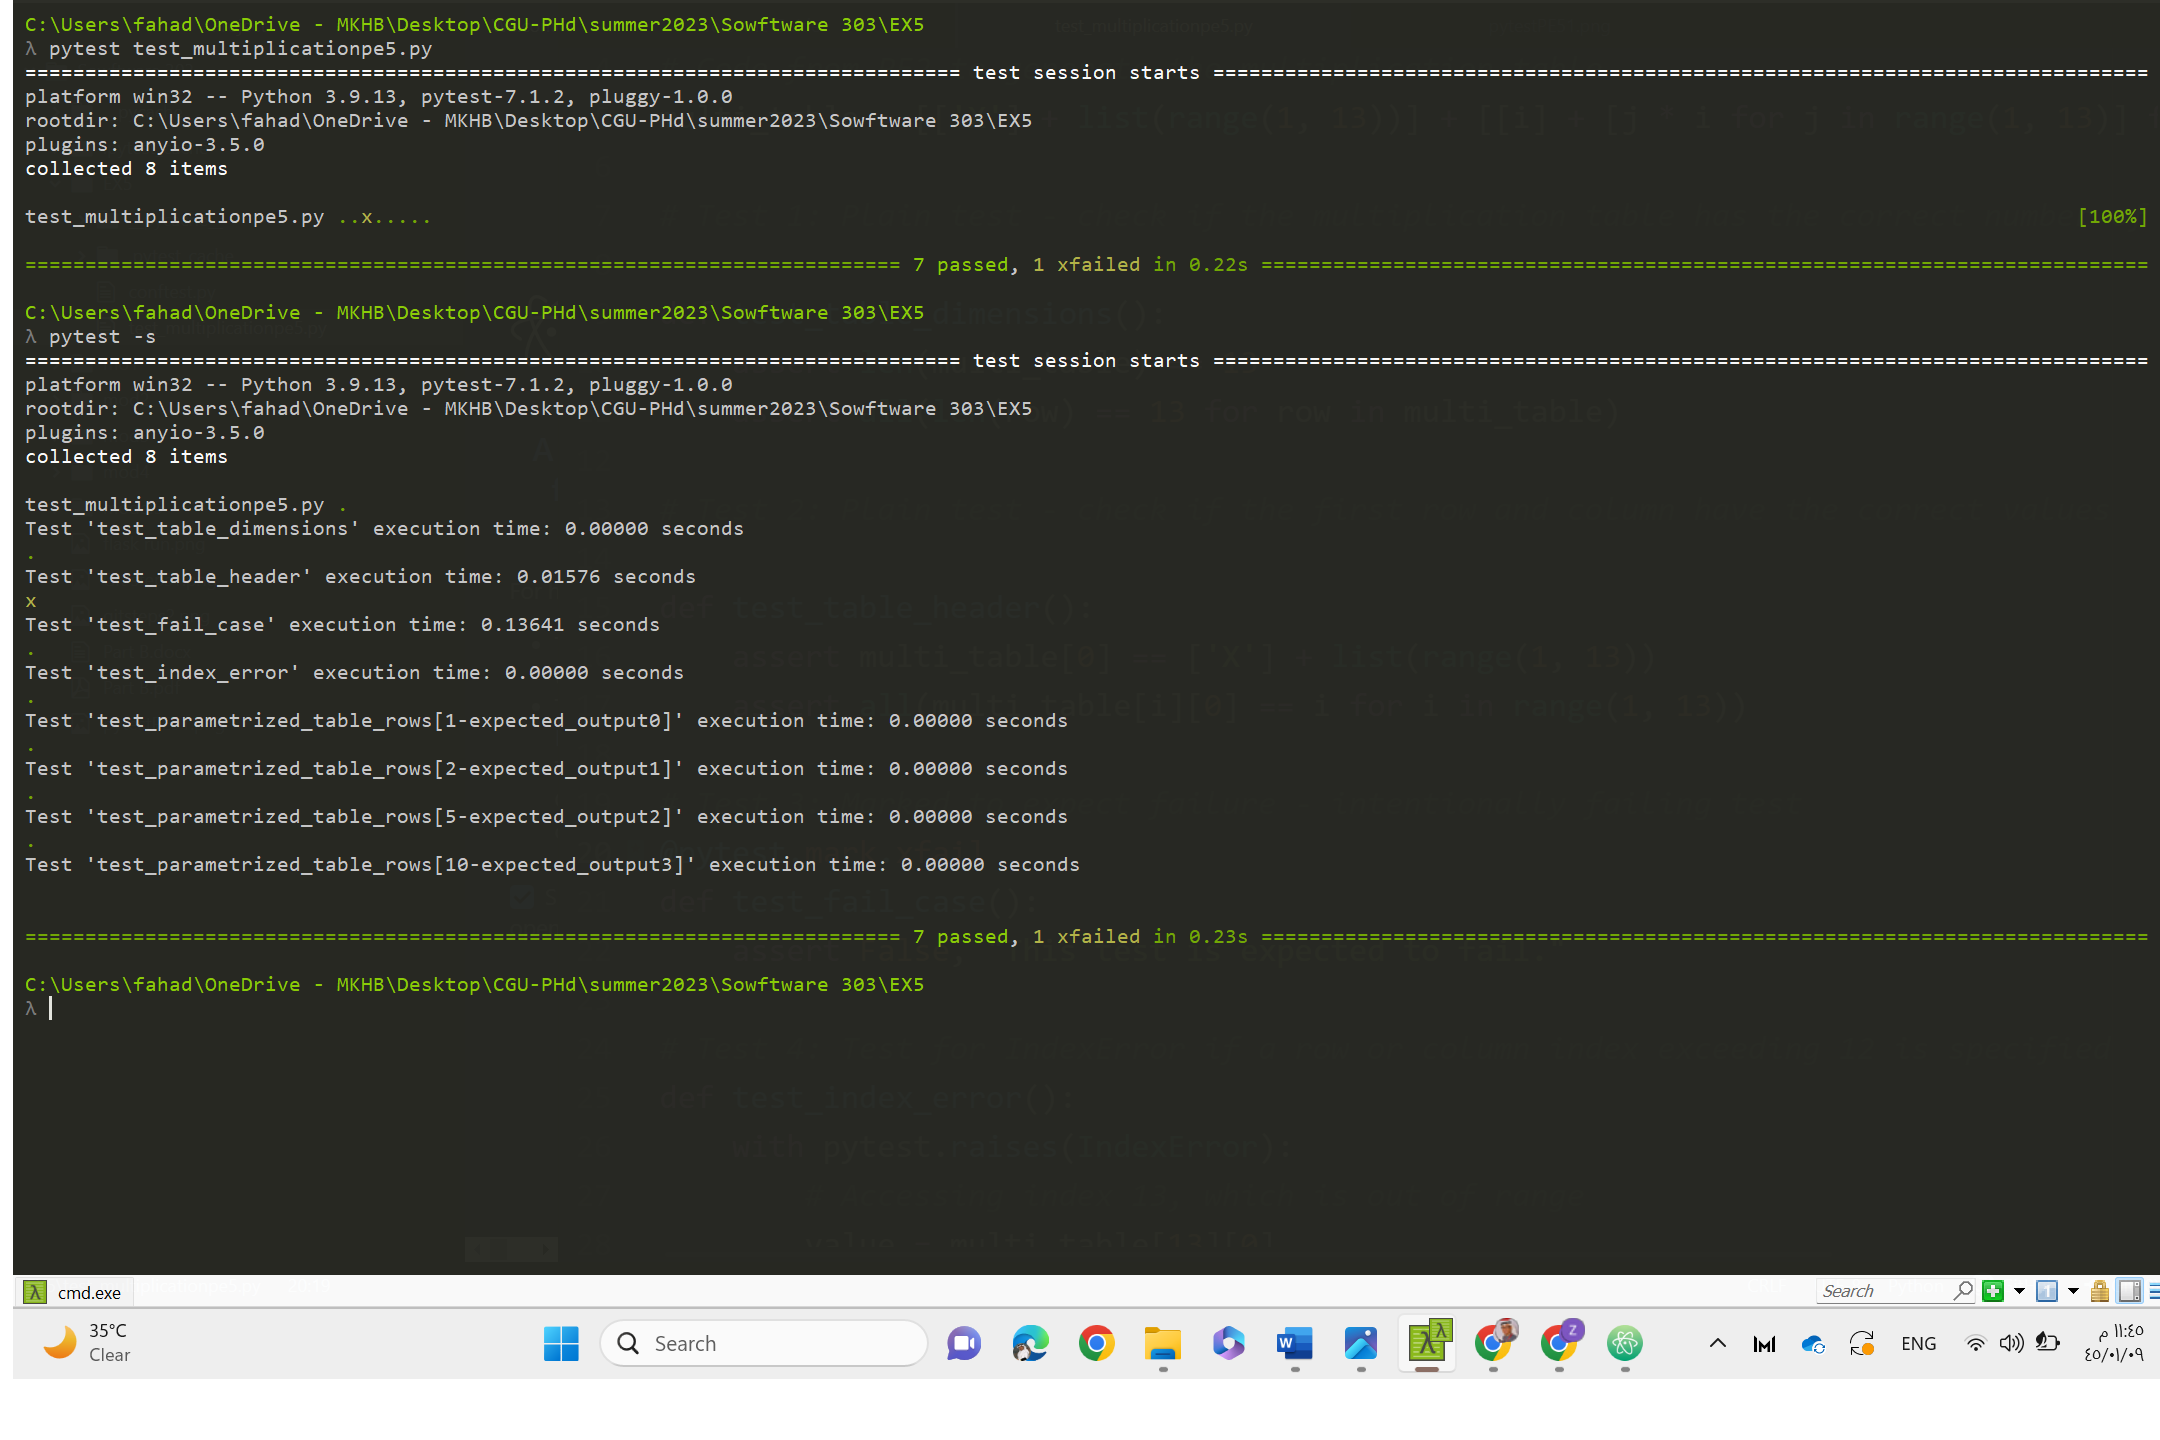 C:\Users\fahad\OneDrive - MKHB\Desktop\CGU-PHd\summer2023\Sowftware 303\EX5
λ pytest test_multiplicationpe5.py
============================================================================== test session starts ==============================================================================
platform win32 -- Python 3.9.13, pytest-7.1.2, pluggy-1.0.0
rootdir: C:\Users\fahad\OneDrive - MKHB\Desktop\CGU-PHd\summer2023\Sowftware 303\EX5
plugins: anyio-3.5.0
collected 8 items
test_multiplicationpe5.py ..x..... [100%]
========================================================================= 7 passed, 1 xfailed in 0.22s ==========================================================================
C:\Users\fahad\OneDrive - MKHB\Desktop\CGU-PHd\summer2023\Sowftware 303\EX5
λ pytest -s
============================================================================== test session starts ==============================================================================
platform win32 -- Python 3.9.13, pytest-7.1.2, pluggy-1.0.0
rootdir: C:\Users\fahad\OneDrive - MKHB\Desktop\CGU-PHd\summer2023\Sowftware 303\EX5
plugins: anyio-3.5.0
collected 8 items
test_multiplicationpe5.py .
Test 'test_table_dimensions' execution time: 0.00000 seconds
.
Test 'test_table_header' execution time: 0.01576 seconds
x
Test 'test_fail_case' execution time: 0.13641 seconds
.
Test 'test_index_error' execution time: 0.00000 seconds
.
Test 'test_parametrized_table_rows[1-expected_output0]' execution time: 0.00000 seconds
.
Test 'test_parametrized_table_rows[2-expected_output1]' execution time: 0.00000 seconds
.
Test 'test_parametrized_table_rows[5-expected_output2]' execution time: 0.00000 seconds
.
Test 'test_parametrized_table_rows[10-expected_output3]' execution time: 0.00000 seconds
========================================================================= 7 passed, 1 xfailed in 0.23s ==========================================================================
C:\Users\fahad\OneDrive - MKHB\Desktop\CGU-PHd\summer2023\Sowftware 303\EX5
λ
cmd.exe
Search
35°C
Clear
Search
ENG
١١:٤٥ م
٤٥/٠١/٠٩